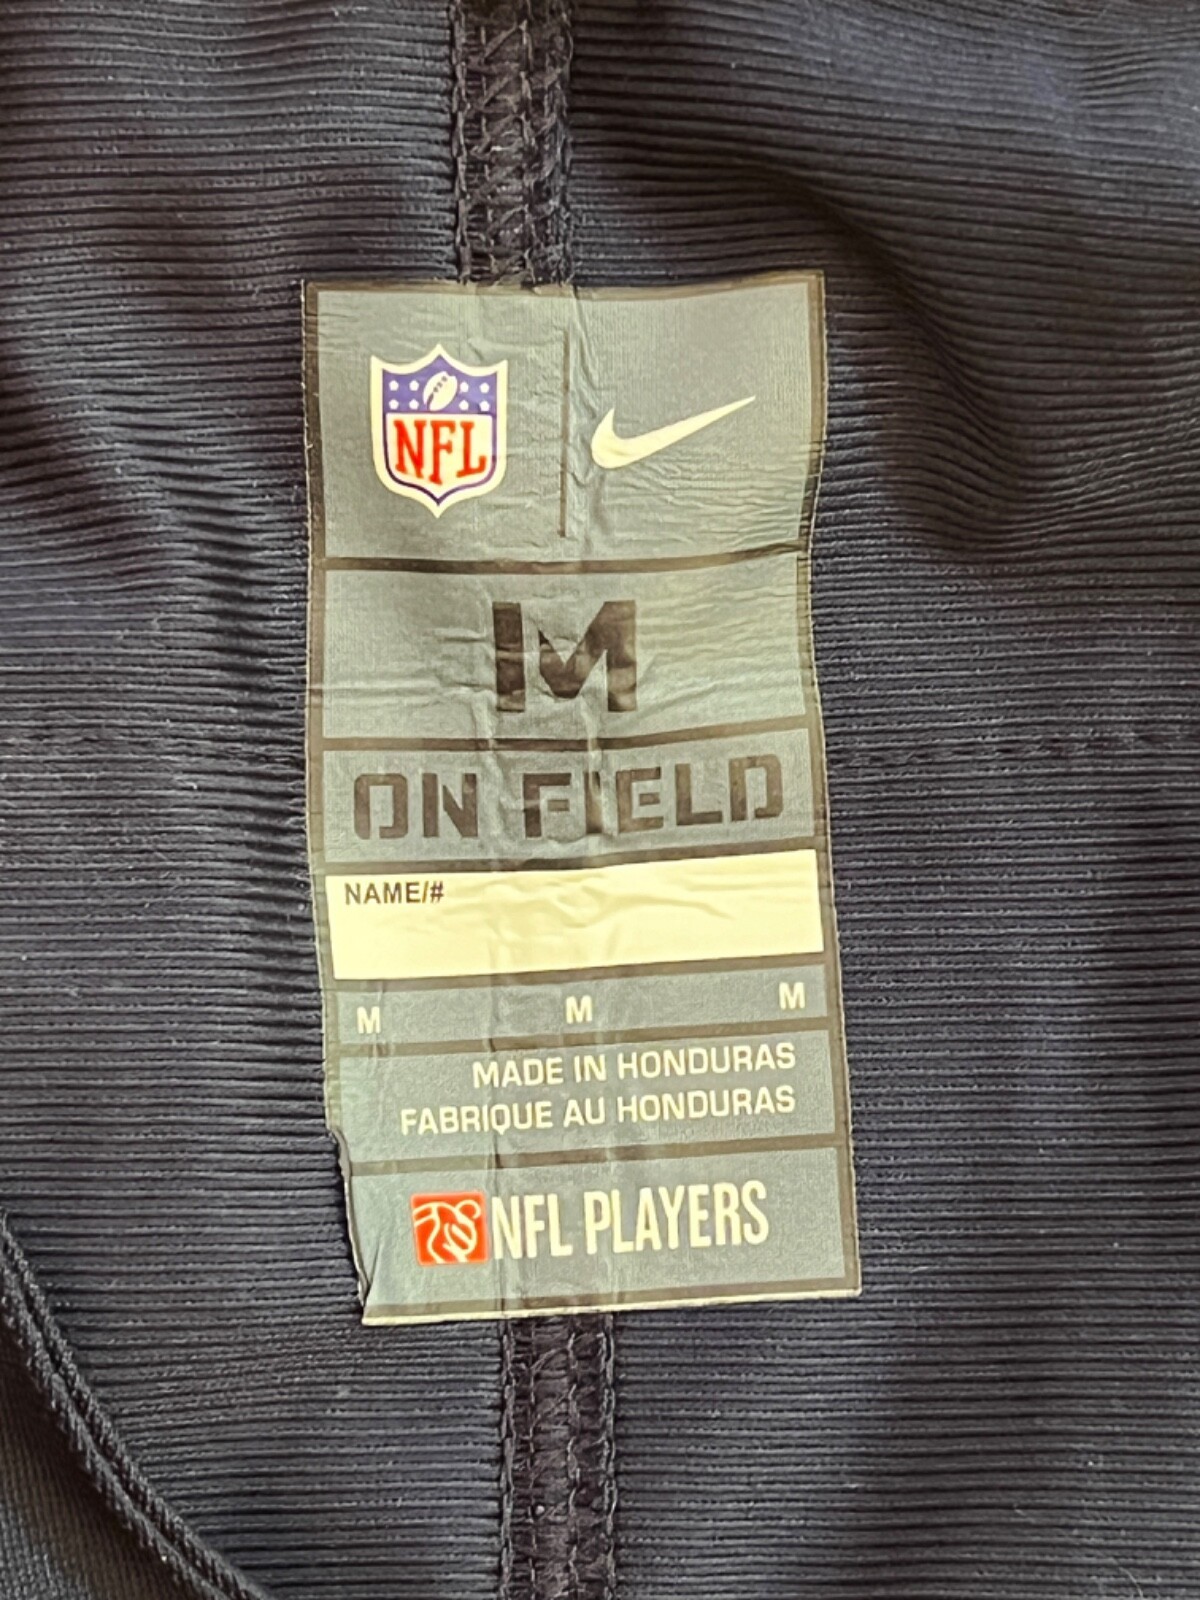 NFL
M
ON FIELD
NAME/#
M M M
MADE IN HONDURAS
FABRIQUE AU HONDURAS
NFL PLAYERS